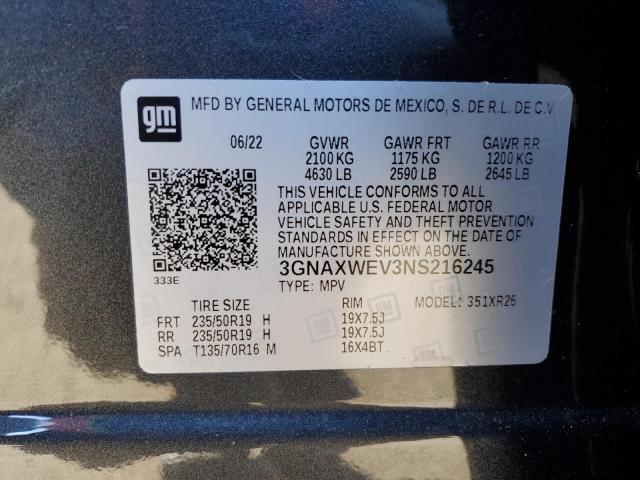 gm
MFD BY GENERAL MOTORS DE MEXICO, S. DE R.L. DE C.V.
06/22 GVWR GAWR FRT GAWR RR
2100 KG 1175 KG 1200 KG
4630 LB 2590 LB 2645 LB
THIS VEHICLE CONFORMS TO ALL
APPLICABLE U.S. FEDERAL MOTOR
VEHICLE SAFETY AND THEFT PREVENTION
STANDARDS IN EFFECT ON THE DATE OF
MANUFACTURE SHOWN ABOVE.
3GNAXWEV3NS216245
333E
TYPE: MPV
TIRE SIZE RIM MODEL: 351XR26
FRT 235/50R19 H 19X7.5J
RR 235/50R19 H 19X7.5J
SPA T135/70R16 M 16X4BT